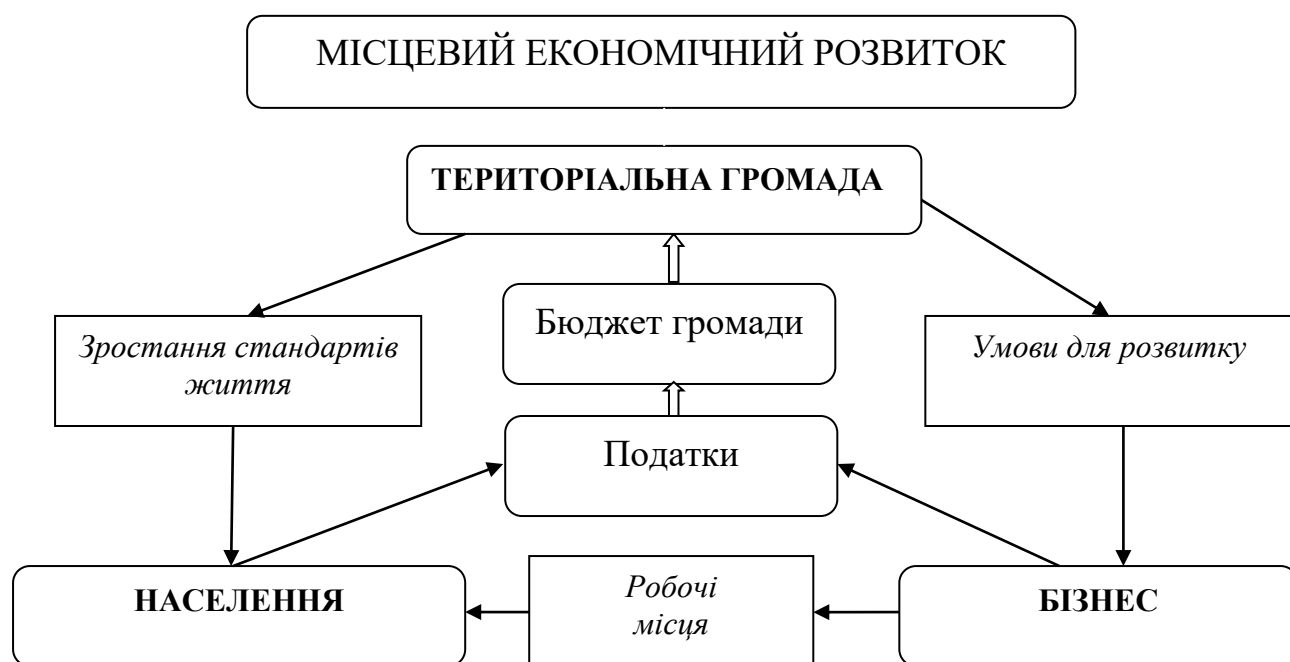 МІСЦЕВИЙ ЕКОНОМІЧНИЙ РОЗВИТОК
ТЕРИТОРІАЛЬНА ГРОМАДА
Бюджет громади
Зростання стандартів
життя
Умови для розвитку
Податки
НАСЕЛЕННЯ
Робочі
місця
БІЗНЕС